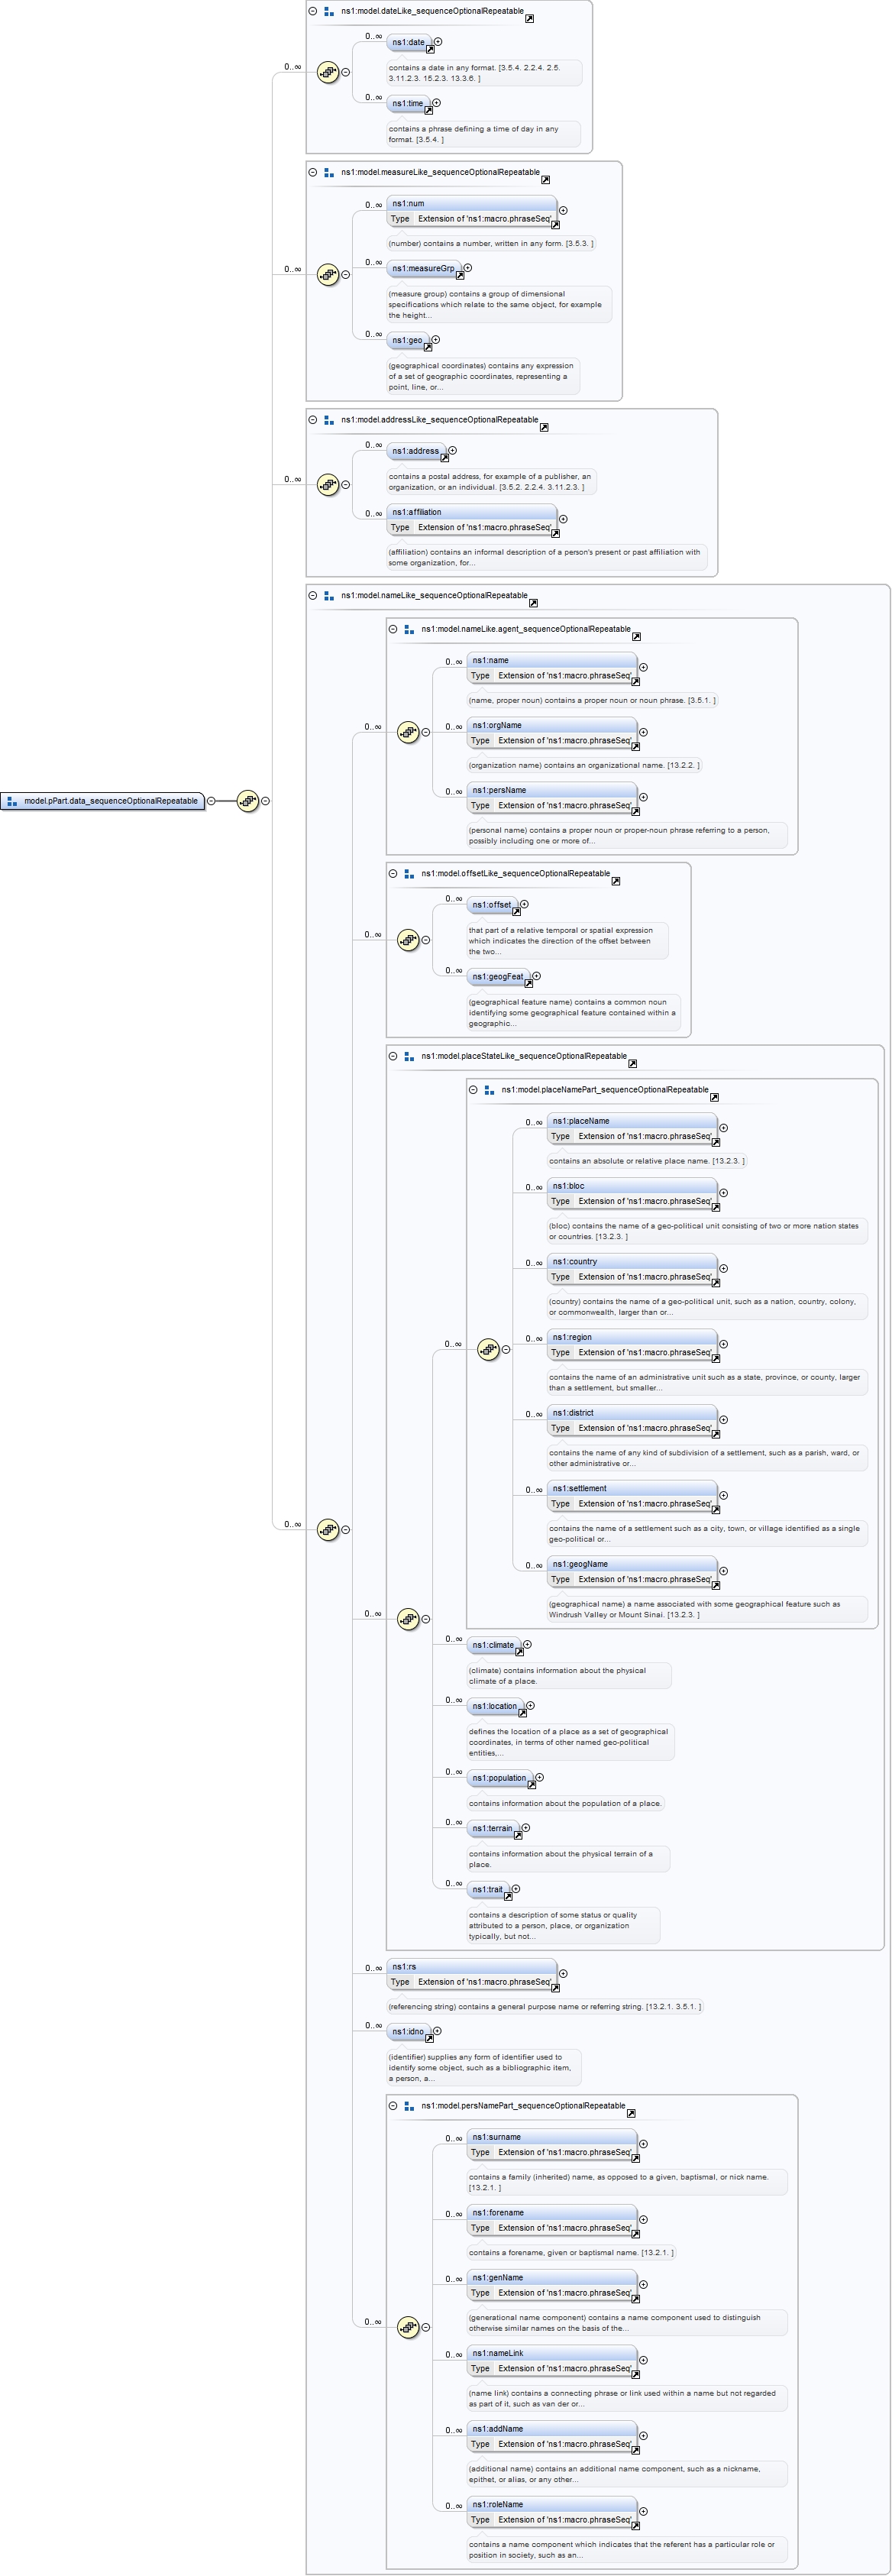 ns1:model.dateLike_sequenceOptionalRepeatable
0..∞
0..∞
ns1:date
contains a date in any format. [3.5.4. 2.2.4. 2.5.
3.11.2.3. 15.2.3. 13.3.6. ]
0..∞
ns1:time
contains a phrase defining a time of day in any
format. [3.5.4. ]
ns1:model.measureLike_sequenceOptionalRepeatable
0..∞
0..∞
ns1:num
Type Extension of 'ns1:macro.phraseSeq'
(number) contains a number, written in any form. [3.5.3. ]
0..∞
ns1:measureGrp
(measure group) contains a group of dimensional
specifications which relate to the same object, for example
the height...
0..∞
ns1:geo
(geographical coordinates) contains any expression
of a set of geographic coordinates, representing a
point, line, or...
ns1:model.addressLike_sequenceOptionalRepeatable
0..∞
0..∞
ns1:address
contains a postal address, for example of a publisher, an
organization, or an individual. [3.5.2. 2.2.4. 3.11.2.3. ]
0..∞
ns1:affiliation
Type Extension of 'ns1:macro.phraseSeq'
(affiliation) contains an informal description of a person's present or past affiliation with
some organization, for...
ns1:model.nameLike_sequenceOptionalRepeatable
ns1:model.nameLike.agent_sequenceOptionalRepeatable
0..∞
0..∞
ns1:name
Type Extension of 'ns1:macro.phraseSeq'
(name, proper noun) contains a proper noun or noun phrase. [3.5.1. ]
0..∞
ns1:orgName
Type Extension of 'ns1:macro.phraseSeq'
(organization name) contains an organizational name. [13.2.2. ]
0..∞
ns1:persName
Type Extension of 'ns1:macro.phraseSeq'
(personal name) contains a proper noun or proper-noun phrase referring to a person,
possibly including one or more of...
model.pPart.data_sequenceOptionalRepeatable
ns1:model.offsetLike_sequenceOptionalRepeatable
0..∞
0..∞
ns1:offset
that part of a relative temporal or spatial expression
which indicates the direction of the offset between
the two...
0..∞
ns1:geogFeat
(geographical feature name) contains a common noun
identifying some geographical feature contained within a
geographic...
ns1:model.placeStateLike_sequenceOptionalRepeatable
ns1:model.placeNamePart_sequenceOptionalRepeatable
0..∞
ns1:placeName
Type Extension of 'ns1:macro.phraseSeq'
contains an absolute or relative place name. [13.2.3. ]
0..∞
ns1:bloc
Type Extension of 'ns1:macro.phraseSeq'
(bloc) contains the name of a geo-political unit consisting of two or more nation states
or countries. [13.2.3. ]
0..∞
ns1:country
Type Extension of 'ns1:macro.phraseSeq'
(country) contains the name of a geo-political unit, such as a nation, country, colony,
or commonwealth, larger than or...
0..∞
0..∞
ns1:region
Type Extension of 'ns1:macro.phraseSeq'
contains the name of an administrative unit such as a state, province, or county, larger
than a settlement, but smaller...
0..∞
ns1:district
Type Extension of 'ns1:macro.phraseSeq'
contains the name of any kind of subdivision of a settlement, such as a parish, ward, or
other administrative or...
0..∞
ns1:settlement
Type Extension of 'ns1:macro.phraseSeq'
contains the name of a settlement such as a city, town, or village identified as a single
geo-political or...
0..∞
0..∞
ns1:geogName
Type Extension of 'ns1:macro.phraseSeq'
(geographical name) a name associated with some geographical feature such as
Windrush Valley or Mount Sinai. [13.2.3. ]
0..∞
0..∞
ns1:climate
(climate) contains information about the physical
climate of a place.
0..∞
ns1:location
defines the location of a place as a set of geographical
coordinates, in terms of other named geo-political
entities,...
0..∞
ns1:population
contains information about the population of a place.
0..∞
ns1:terrain
contains information about the physical terrain of a
place.
0..∞
ns1:trait
contains a description of some status or quality
attributed to a person, place, or organization
typically, but not...
0..∞
ns1:rs
Type Extension of 'ns1:macro.phraseSeq'
(referencing string) contains a general purpose name or referring string. [13.2.1. 3.5.1. ]
0..∞
ns1:idno
(identifier) supplies any form of identifier used to
identify some object, such as a bibliographic item,
a person, a...
ns1:model.persNamePart_sequenceOptionalRepeatable
0..∞
ns1:surname
Type Extension of 'ns1:macro.phraseSeq'
contains a family (inherited) name, as opposed to a given, baptismal, or nick name.
[13.2.1. ]
0..∞
ns1:forename
Type Extension of 'ns1:macro.phraseSeq'
contains a forename, given or baptismal name. [13.2.1. ]
0..∞
ns1:genName
Type Extension of 'ns1:macro.phraseSeq'
(generational name component) contains a name component used to distinguish
otherwise similar names on the basis of the...
0..∞
0..∞
ns1:nameLink
Type Extension of 'ns1:macro.phraseSeq'
(name link) contains a connecting phrase or link used within a name but not regarded
as part of it, such as van der or...
0..∞
ns1:addName
Type Extension of 'ns1:macro.phraseSeq'
(additional name) contains an additional name component, such as a nickname,
epithet, or alias, or any other...
0..∞
ns1:roleName
Type Extension of 'ns1:macro.phraseSeq'
contains a name component which indicates that the referent has a particular role or
position in society, such as an...